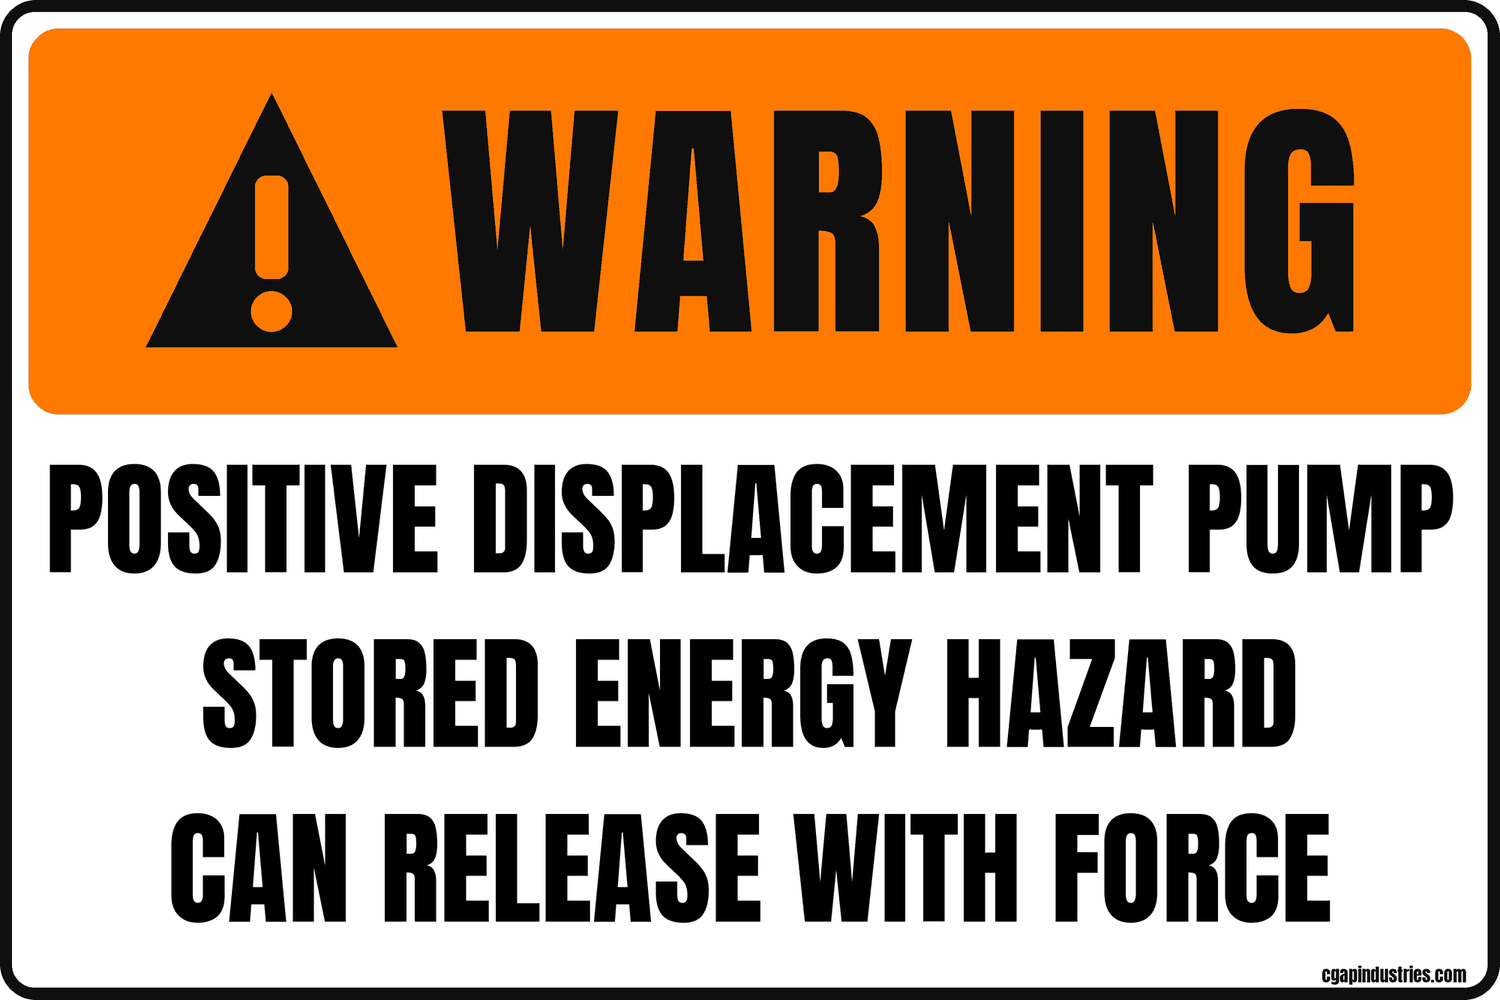 WARNING
POSITIVE DISPLACEMENT PUMP
STORED ENERGY HAZARD
CAN RELEASE WITH FORCE
cgapindustries.com